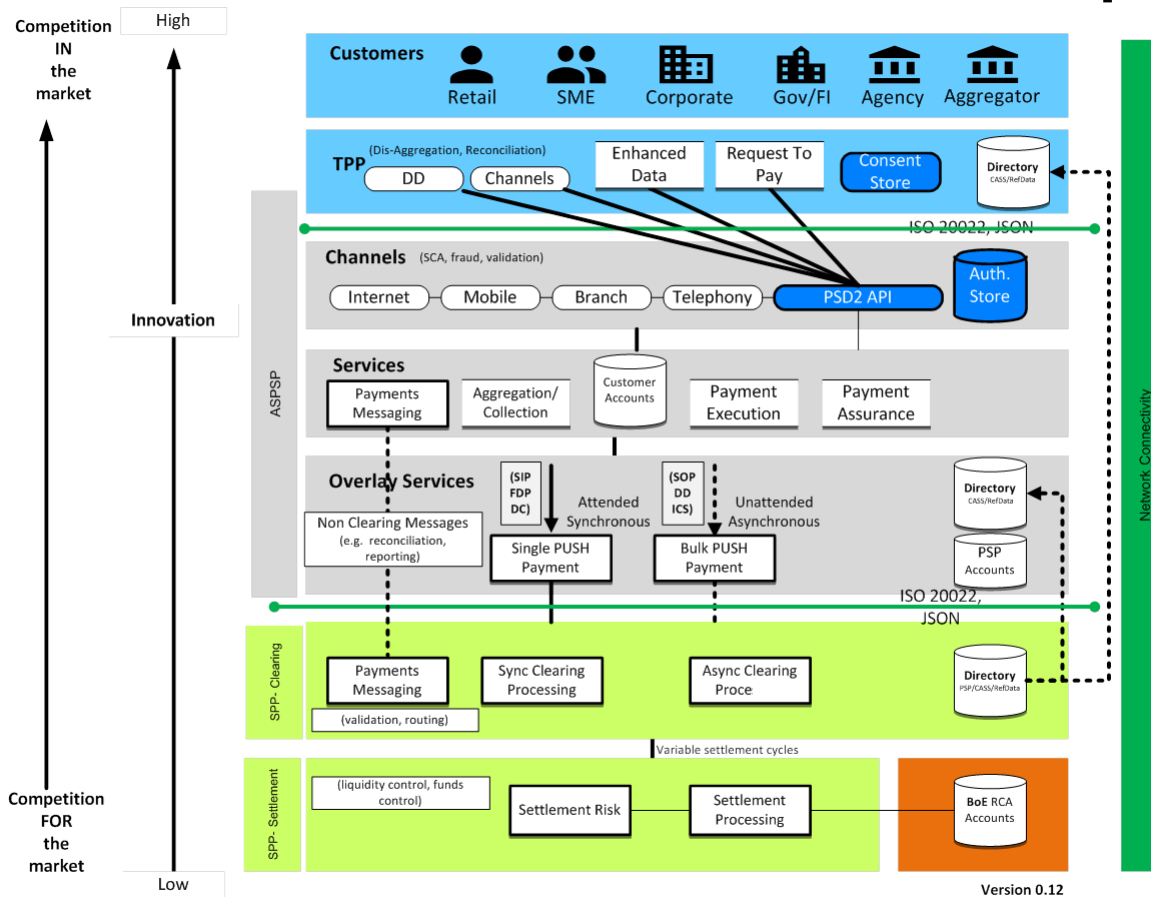 Competition
IN
the
market
High
Innovation
Competition
FOR
the
market
Low
Customers
Retail
SME
Corporate
Gov/FI
Agency
Aggregator
TPP
(Dis-Aggregation, Reconciliation)
DD
Channels
Enhanced
Data
Request To
Pay
Consent
Store
Directory
CASS/RefData
ISO 20022, JSON
ASPSP
Channels
(SCA, fraud, validation)
Internet
Mobile
Branch
Telephony
PSD2 API
Auth.
Store
Services
Payments
Messaging
Aggregation/
Collection
Customer
Accounts
Payment
Execution
Payment
Assurance
Overlay Services
(SIP
FDP
DC)
Attended
Synchronous
(SOP
DD
ICS)
Unattended
Asynchronous
Directory
CASS/RefData
Non Clearing Messages
(e.g. reconciliation,
reporting)
Single PUSH
Payment
Bulk PUSH
Payment
PSP
Accounts
ISO 20022,
JSON
SPP- Clearing
Payments
Messaging
(validation, routing)
Sync Clearing
Processing
Async Clearing
Proce
Directory
PSP/CASS/RefData
Variable settlement cycles
SPP- Settlement
(liquidity control, funds
control)
Settlement Risk
Settlement
Processing
BoE RCA
Accounts
Network Connectivity
Version 0.12